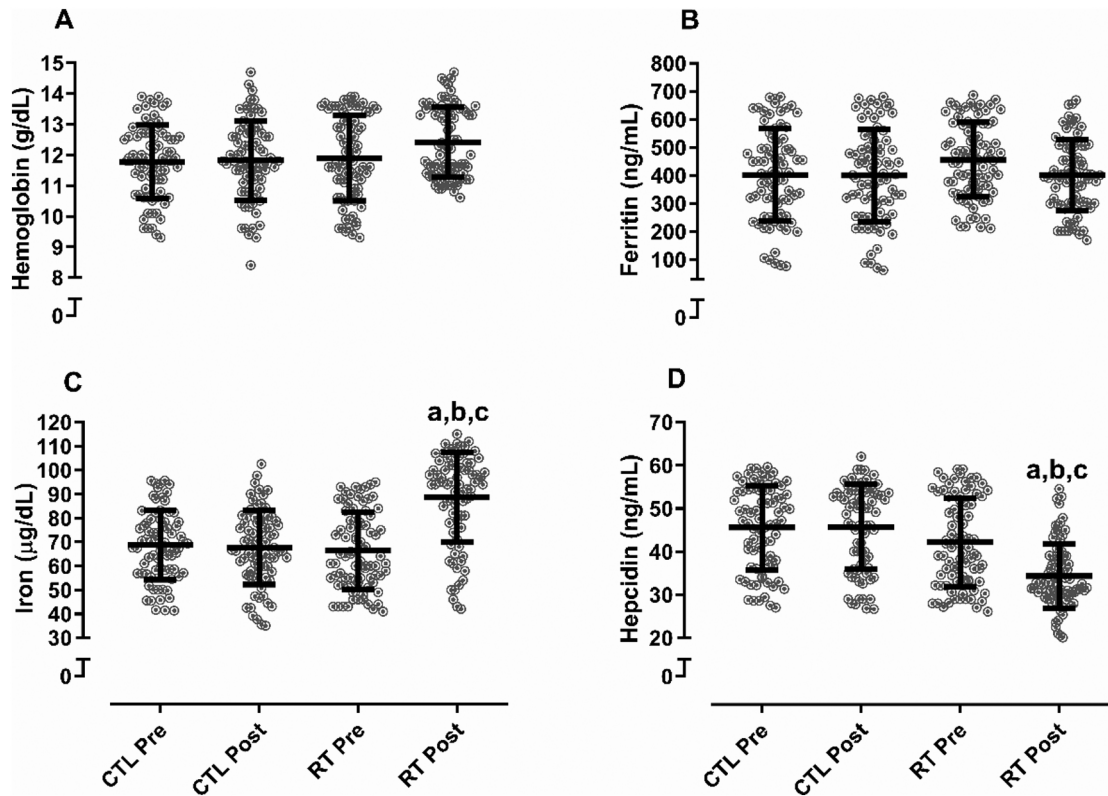 A
Hemoglobin (g/dL)
15
14
13
12
11
10
9
8
0
B
Ferritin (ng/mL)
800
700
600
500
400
300
200
100
0
C
Iron (µg/dL)
120
110
100
90
80
70
60
50
40
30
0
a,b,c
CTL Pre
CTL Post
RT Pre
RT Post
D
Hepcidin (ng/mL)
70
60
50
40
30
20
0
a,b,c
CTL Pre
CTL Post
RT Pre
RT Post